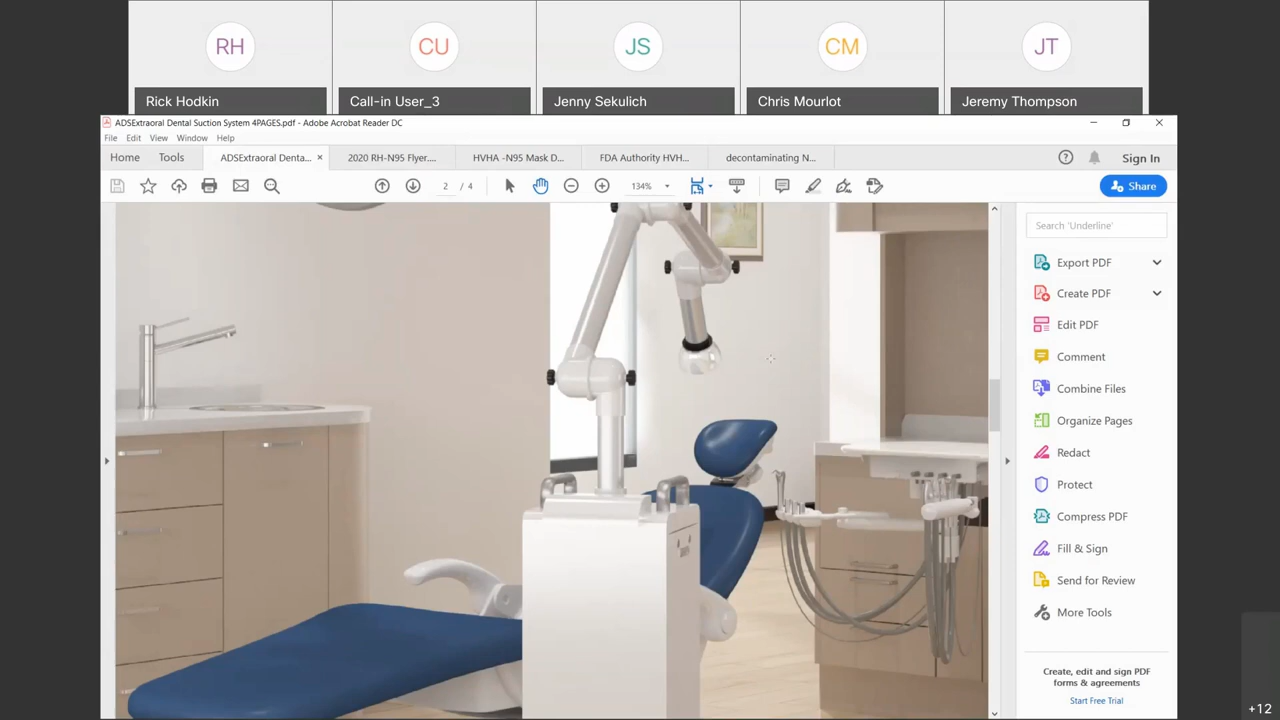 RH CU JS CM JT
Rick Hodkin Call-in User_3 Jenny Sekulich Chris Mourlot Jeremy Thompson
ADSExtraoral Dental Suction System 4PAGES.pdf - Adobe Acrobat Reader DC
File Edit View Window Help
Home Tools ADSExtraoral Denta... × 2020 RH-N95 Flyer.... HVHA -N95 Mask D... FDA Authority HVH... decontaminating N... Sign In
2 / 4 134% Share
Search 'Underline'
Export PDF
Create PDF
Edit PDF
Comment
Combine Files
Organize Pages
Redact
Protect
Compress PDF
Fill & Sign
Send for Review
More Tools
Create, edit and sign PDF
forms & agreements
Start Free Trial
+12